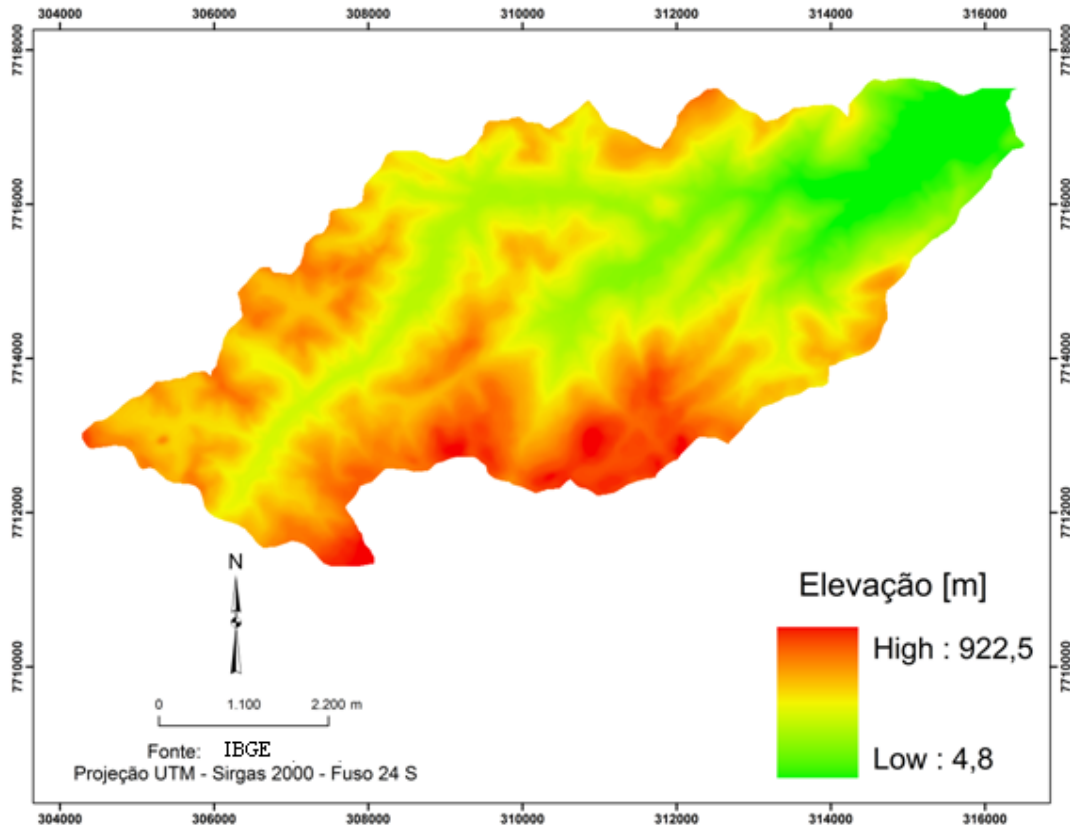 304000 306000 308000 310000 312000 314000 316000
7718000 7718000
7716000 7716000
7714000 7714000
7712000 7712000
N
Elevação [m]
High : 922,5
Low : 4,8
7710000 7710000
0 1.100 2.200 m
Fonte: IBGE
Projeção UTM - Sirgas 2000 - Fuso 24 S
304000 306000 308000 310000 312000 314000 316000